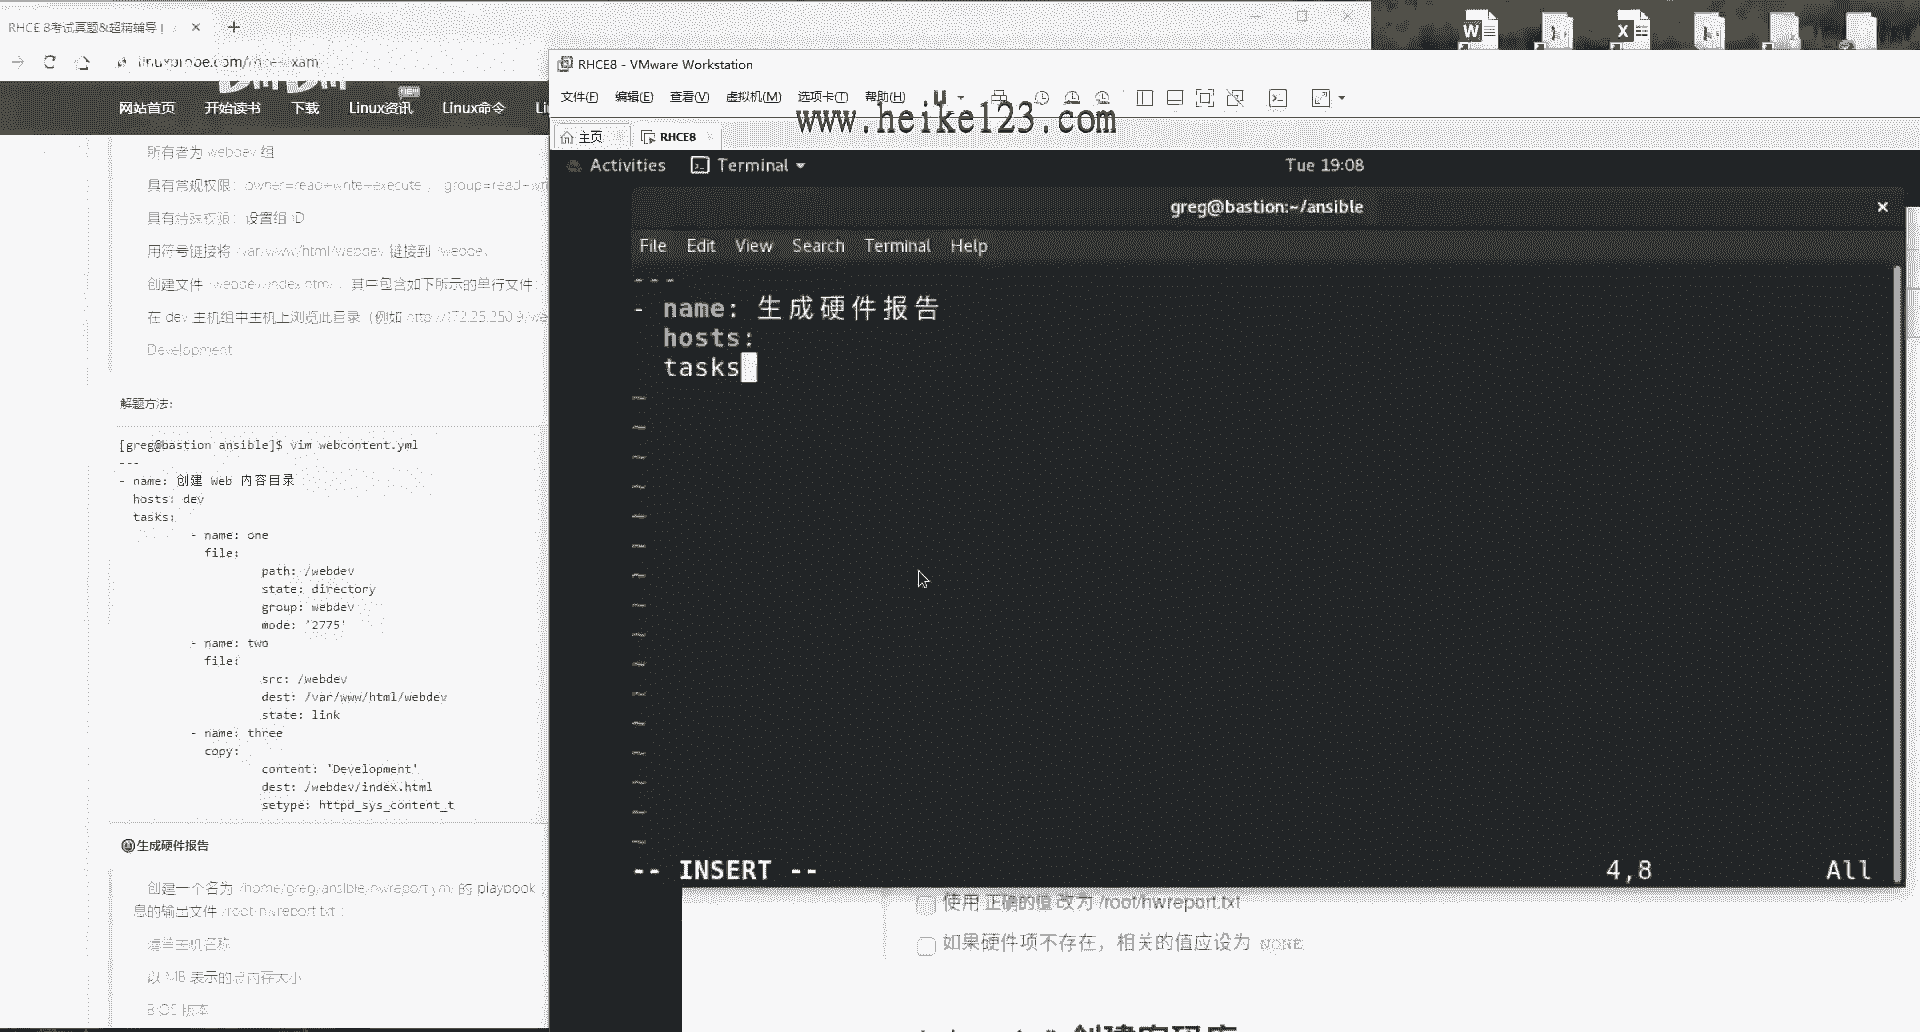 RHCE 8考试真题&超精辅导 |
RHCE8 - VMware Workstation
文件(F) 编辑(E) 查看(V) 虚拟机(M) 选项卡(T) 帮助(H)
www.heike123.com
网站首页 开始读书 下载 Linux资讯 new Linux命令
主页 RHCE8
Activities Terminal Tue 19:08
greg@bastion:~/ansible
File Edit View Search Terminal Help
---
- name: 生成硬件报告
hosts:
tasks
-- INSERT -- 4,8 All
所有者为 webdev 组
具有常规权限：owner=read+write+execute ， group=read+wri
具有特殊权限：设置组 ID
用符号链接将 /var/www/html/webdev 链接到 /webdev
创建文件 /webdev/index.html ，其中包含如下所示的单行文件：
在 dev 主机组中主机上浏览此目录（例如 http://172.25.250.9/we
Development
解题方法:
[greg@bastion ansible]$ vim webcontent.yml
---
- name: 创建 Web 内容目录
hosts: dev
tasks:
- name: one
file:
path: /webdev
state: directory
group: webdev
mode: '2775'
- name: two
file:
src: /webdev
dest: /var/www/html/webdev
state: link
- name: three
copy:
content: 'Development'
dest: /webdev/index.html
setype: httpd_sys_content_t
生成硬件报告
创建一个名为 /home/greg/ansible/hwreport.yml 的 playbook
息的输出文件 /root/hwreport.txt：
清单主机名称
以 MB 表示的总内存大小
BIOS 版本
使用正确的值改为 /root/hwreport.txt
如果硬件项不存在，相关的值应设为 NONE